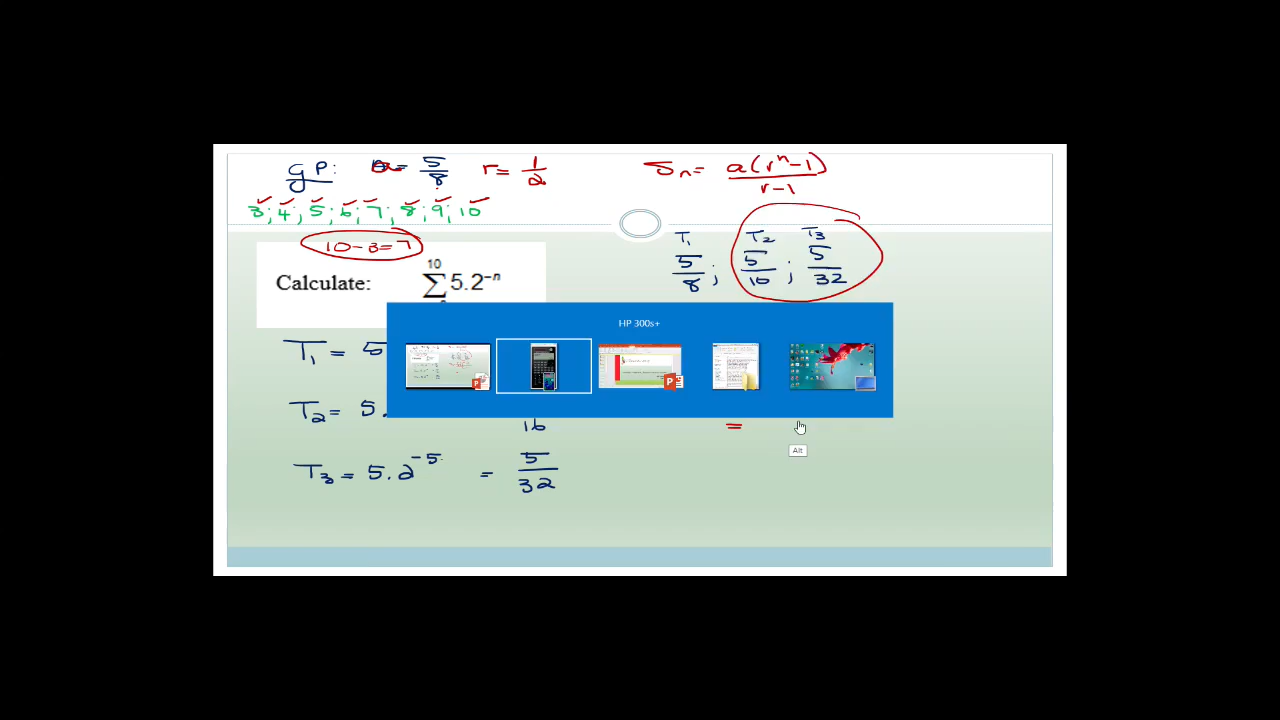 GP: a = 5/8 r = 1/2 Sn = a(r^n - 1)/(r - 1)
3; 4; 5; 6; 7; 8; 9; 10
10 - 3 = 7
T1 T2 T3
5/8; 5/16; 5/32
Calculate: 10 ∑ 5.2^-n
HP 300s+
T1 = 5
T2 = 5. 16
=
Alt
T3 = 5.2^-5 = 5/32